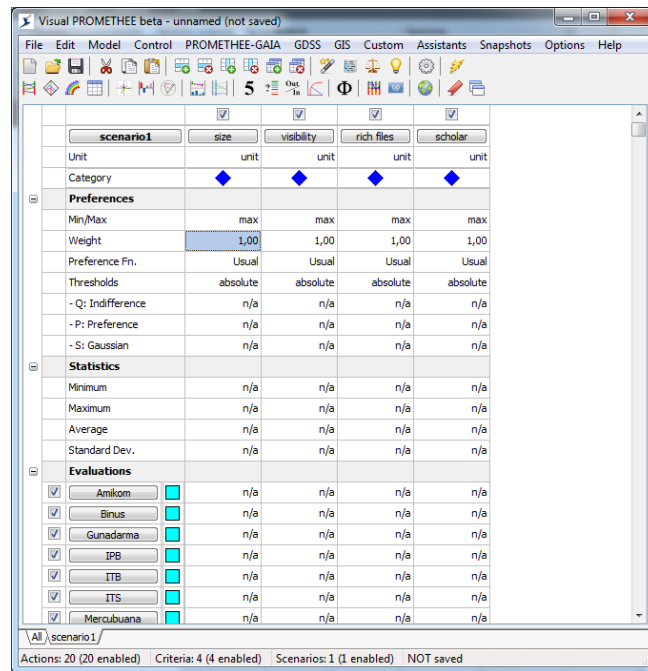 Visual PROMETHEE beta - unnamed (not saved)
File Edit Model Control PROMETHEE-GAIA GDSS GIS Custom Assistants Snapshots Options Help
5 ?
Φ
scenario1 size visibility rich files scholar
Unit unit unit unit unit
Category
Preferences
Min/Max max max max max
Weight 1,00 1,00 1,00 1,00
Preference Fn. Usual Usual Usual Usual
Thresholds absolute absolute absolute absolute
- Q: Indifference n/a n/a n/a n/a
- P: Preference n/a n/a n/a n/a
- S: Gaussian n/a n/a n/a n/a
Statistics
Minimum n/a n/a n/a n/a
Maximum n/a n/a n/a n/a
Average n/a n/a n/a n/a
Standard Dev. n/a n/a n/a n/a
Evaluations
Amikom n/a n/a n/a n/a
Binus n/a n/a n/a n/a
Gunadarma n/a n/a n/a n/a
IPB n/a n/a n/a n/a
ITB n/a n/a n/a n/a
ITS n/a n/a n/a n/a
Mercubuana n/a n/a n/a n/a
All scenario1
Actions: 20 (20 enabled) Criteria: 4 (4 enabled) Scenarios: 1 (1 enabled) NOT saved